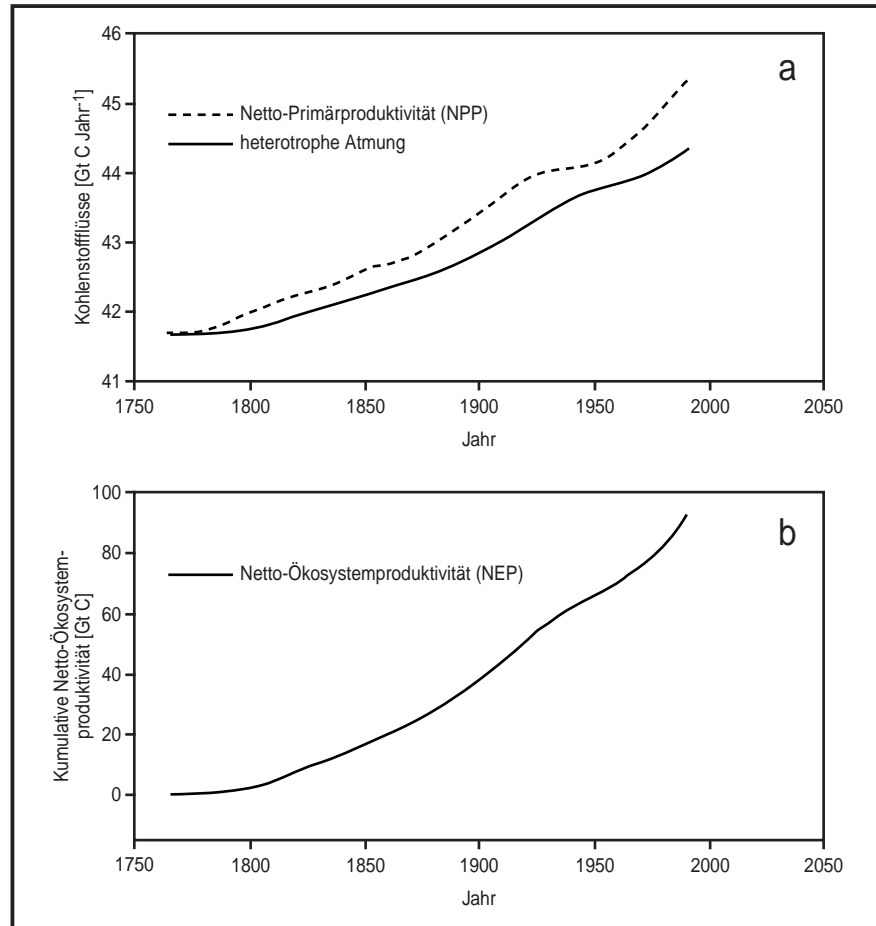 a
46
45
44
43
42
41
Kohlenstoffflüsse [Gt C Jahr-1]
Netto-Primärproduktivität (NPP)
heterotrophe Atmung
1750 1800 1850 1900 1950 2000 2050
Jahr
b
100
80
60
40
20
0
Kumulative Netto-Ökosystem-
produktivität [Gt C]
Netto-Ökosystemproduktivität (NEP)
1750 1800 1850 1900 1950 2000 2050
Jahr